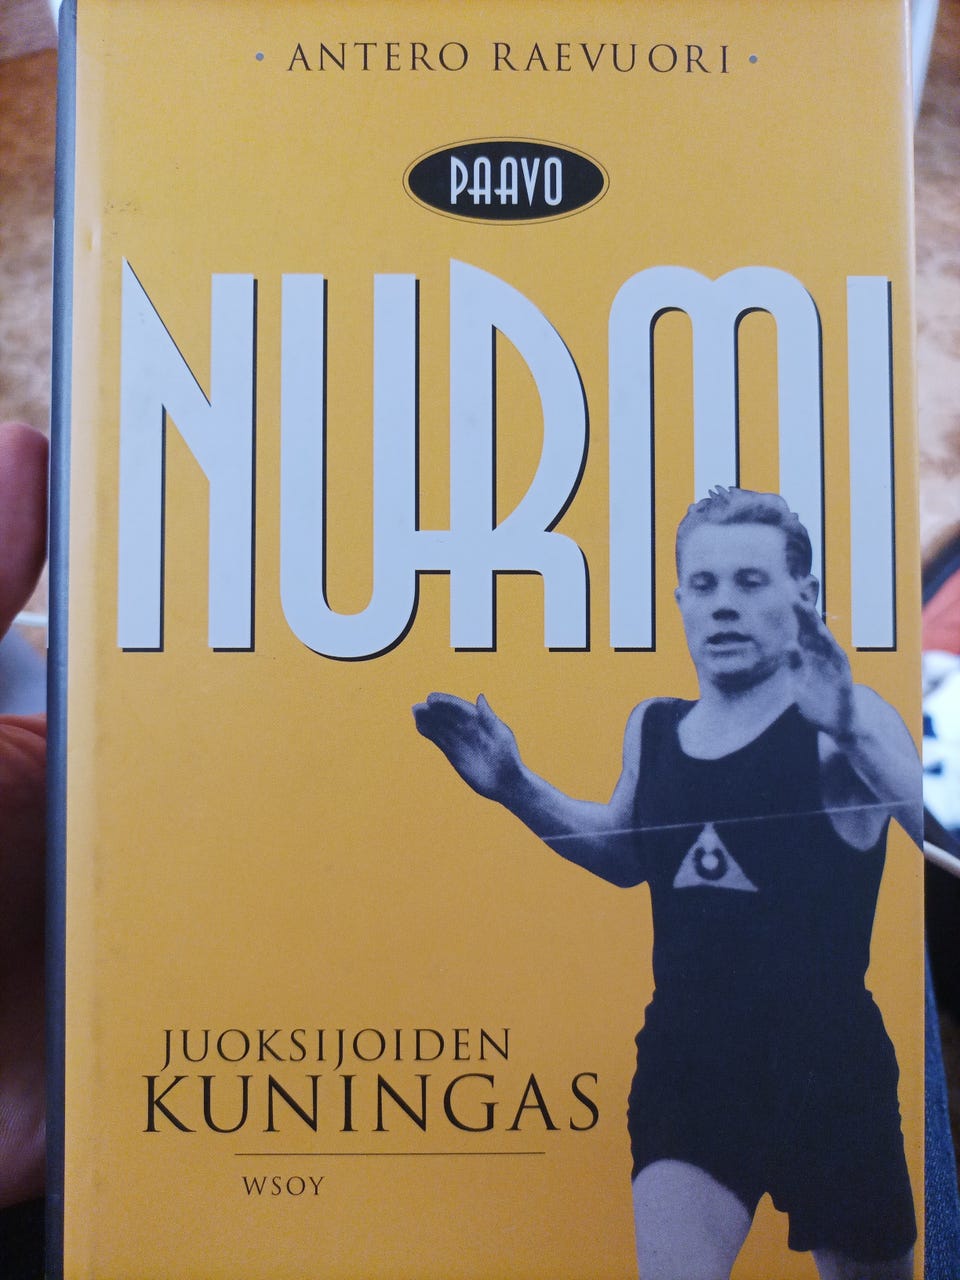 • ANTERO RAEVUORI •
PAAVO
NURMI
JUOKSIJOIDEN
KUNINGAS
WSOY